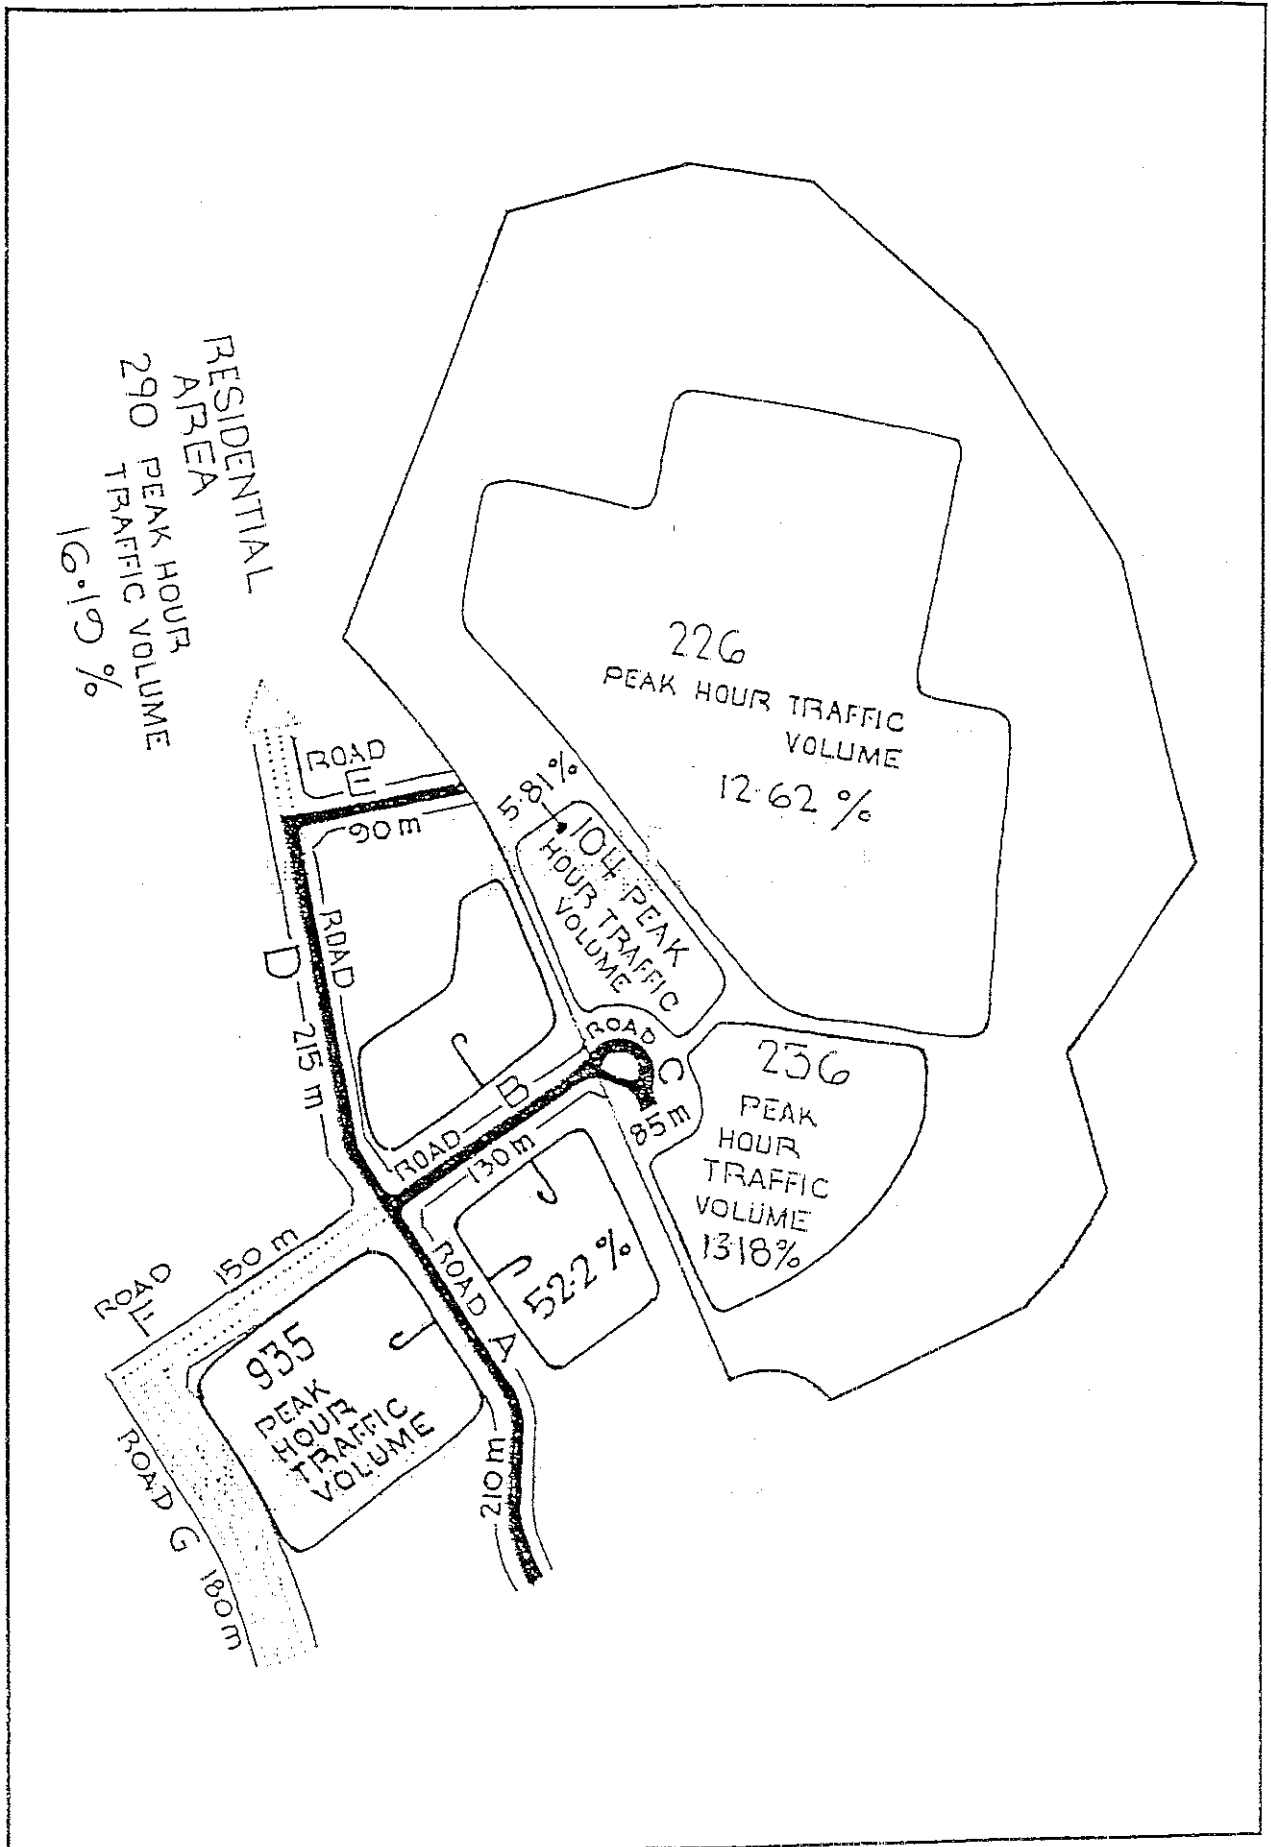 RESIDENTIAL
AREA
290 PEAK HOUR
TRAFFIC VOLUME
16.19 %
226
PEAK HOUR TRAFFIC
VOLUME
12.62 %
5.81%
104 PEAK
HOUR TRAFFIC
VOLUME
236
PEAK
HOUR
TRAFFIC
VOLUME
13.18%
ROAD
E
90 m
ROAD
D
215 m
ROAD
C
85 m
ROAD B
130 m
52.2 %
ROAD A
210 m
ROAD
F
150 m
935
PEAK
HOUR
TRAFFIC
VOLUME
ROAD G 180 m